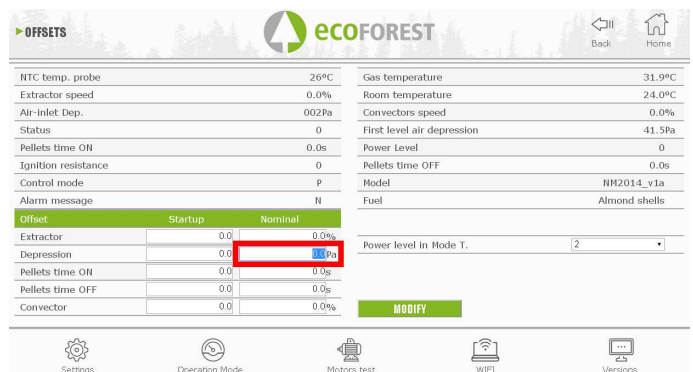 OFFSETS
ecoFOREST
Back
Home
NTC temp. probe 26ºC
Extractor speed 0.0%
Air-inlet Dep. 002Pa
Status 0
Pellets time ON 0.0s
Ignition resistance 0
Control mode P
Alarm message N
Gas temperature 31.9ºC
Room temperature 24.0ºC
Convectors speed 0.0%
First level air depression 41.5Pa
Power Level 0
Pellets time OFF 0.0s
Model NM2014_v1a
Fuel Almond shells
Offset Startup Nominal
Extractor 0.0 0.0%
Depression 0.0 0.0Pa
Pellets time ON 0.0 0.0s
Pellets time OFF 0.0 0.0s
Convector 0.0 0.0%
Power level in Mode T. 2
MODIFY
Settings
Operation Mode
Motors test
WIFI
Versions